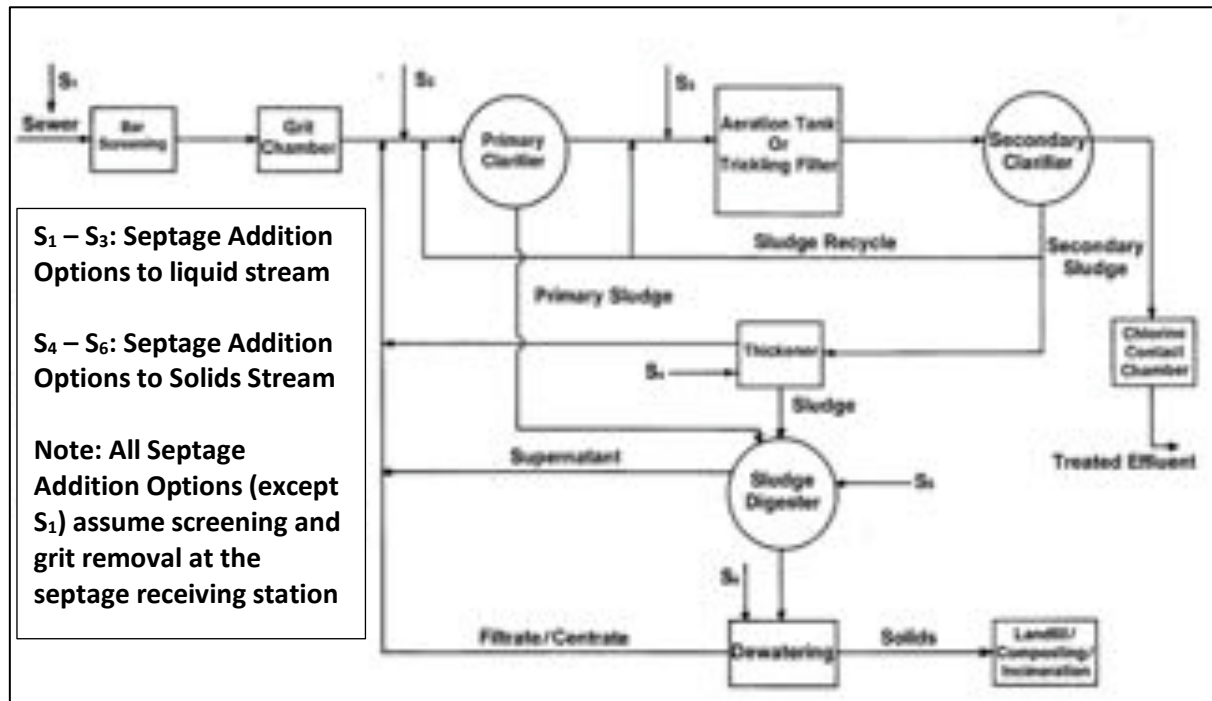 S₁
Sewer
Bar
Screening
Grit
Chamber
S₂
Primary
Clarifier
S₃
Aeration Tank
Or
Trickling Filter
Secondary
Clarifier
S₁ – S₃: Septage Addition
Options to liquid stream
S₄ – S₆: Septage Addition
Options to Solids Stream
Note: All Septage
Addition Options (except
S₁) assume screening and
grit removal at the
septage receiving station
Sludge Recycle
Secondary
Sludge
Primary Sludge
Thickener
Chlorine
Contact
Chamber
Sludge
Supernatant
Sludge
Digester
Treated Effluent
Filtrate/Centrate
Dewatering
Solids
Landfill/
Composting/
Incineration